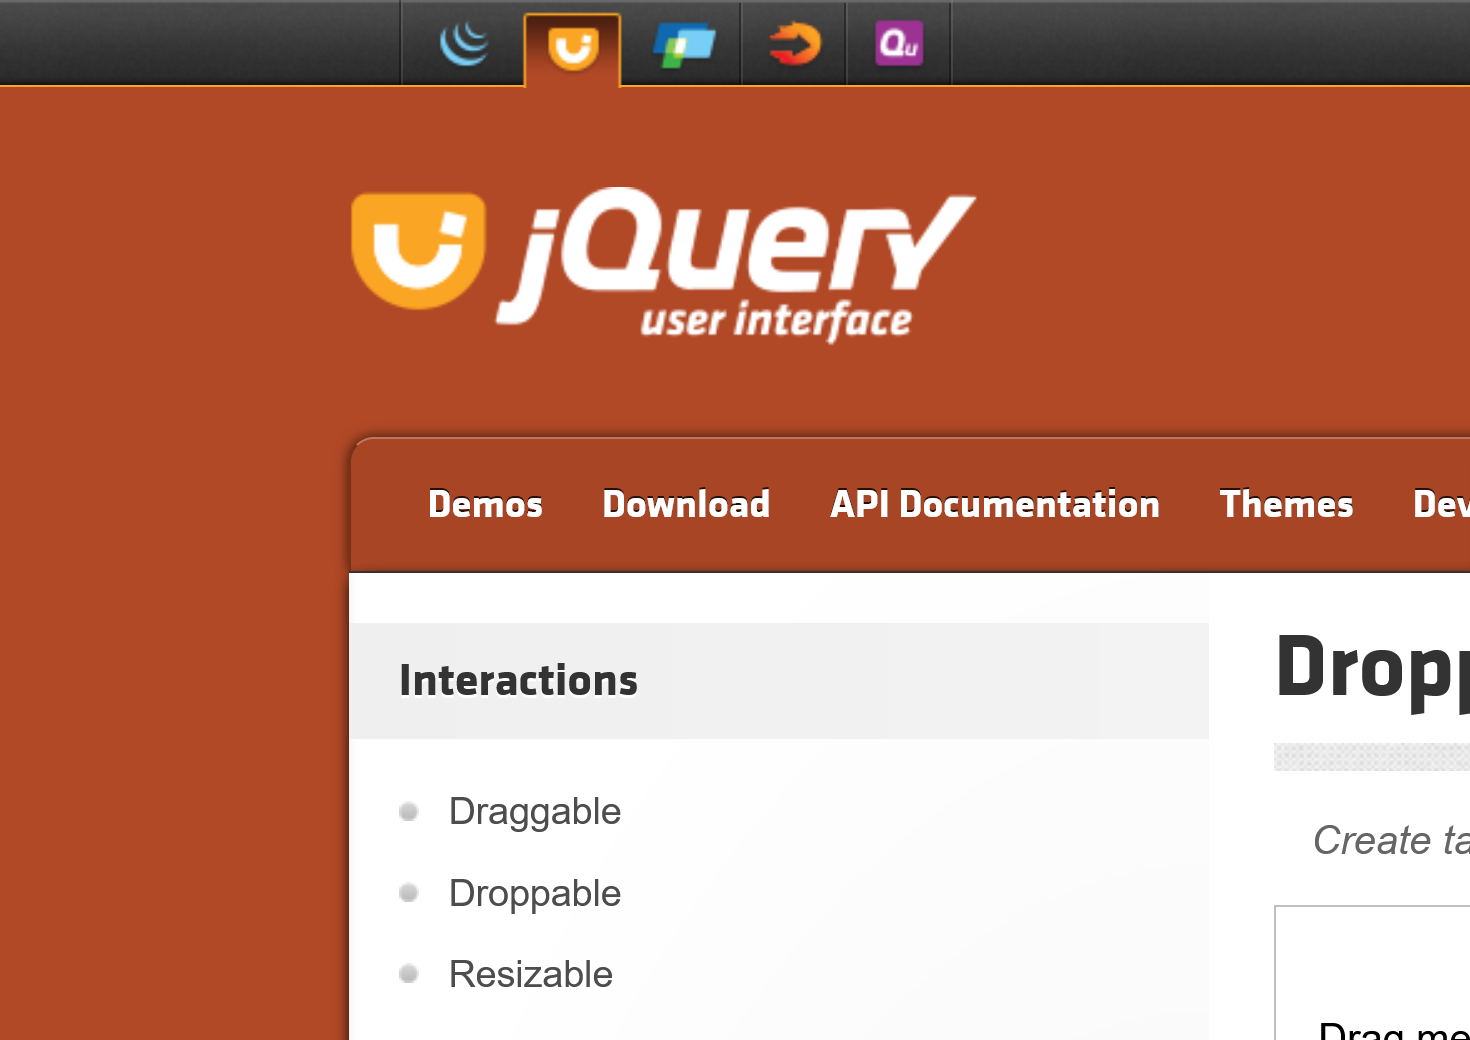 Qu
jQuery
user interface
Demos Download API Documentation Themes Dev
Interactions
Dropp
Draggable
Create ta
Droppable
Resizable
Drag me